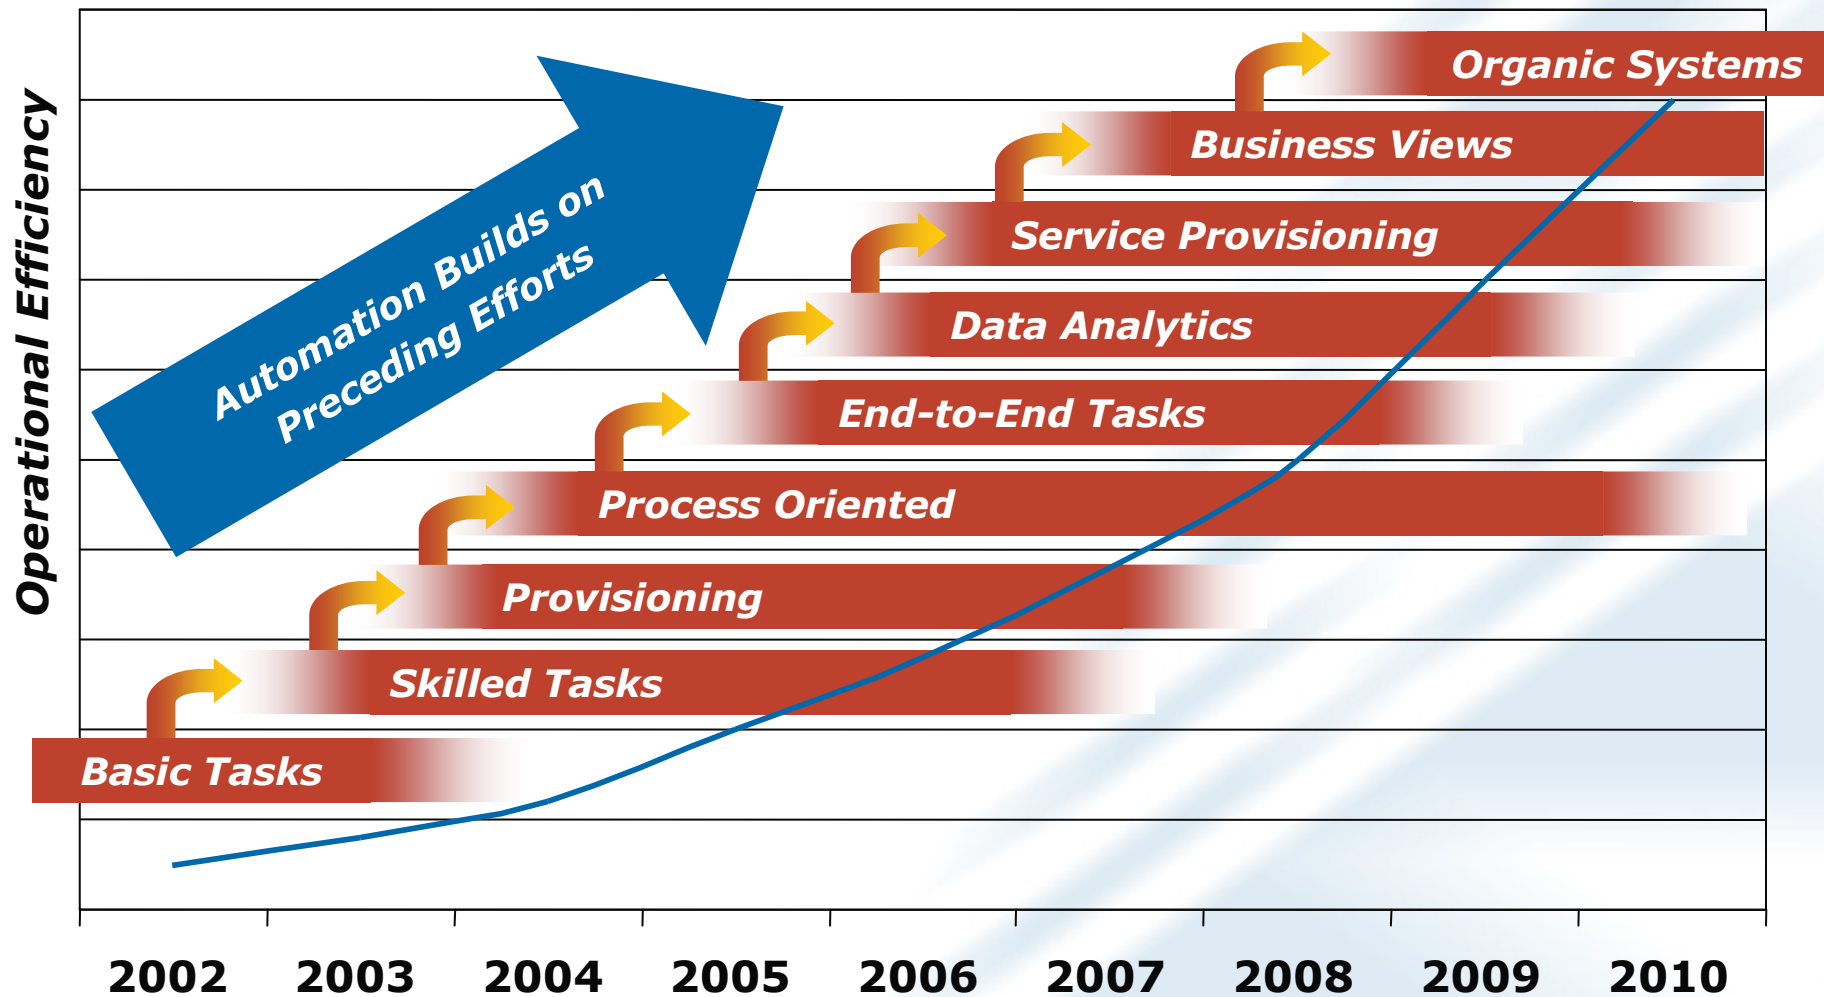 Operational Efficiency
Automation Builds on
Preceding Efforts
Organic Systems
Business Views
Service Provisioning
Data Analytics
End-to-End Tasks
Process Oriented
Provisioning
Skilled Tasks
Basic Tasks
2002 2003 2004 2005 2006 2007 2008 2009 2010